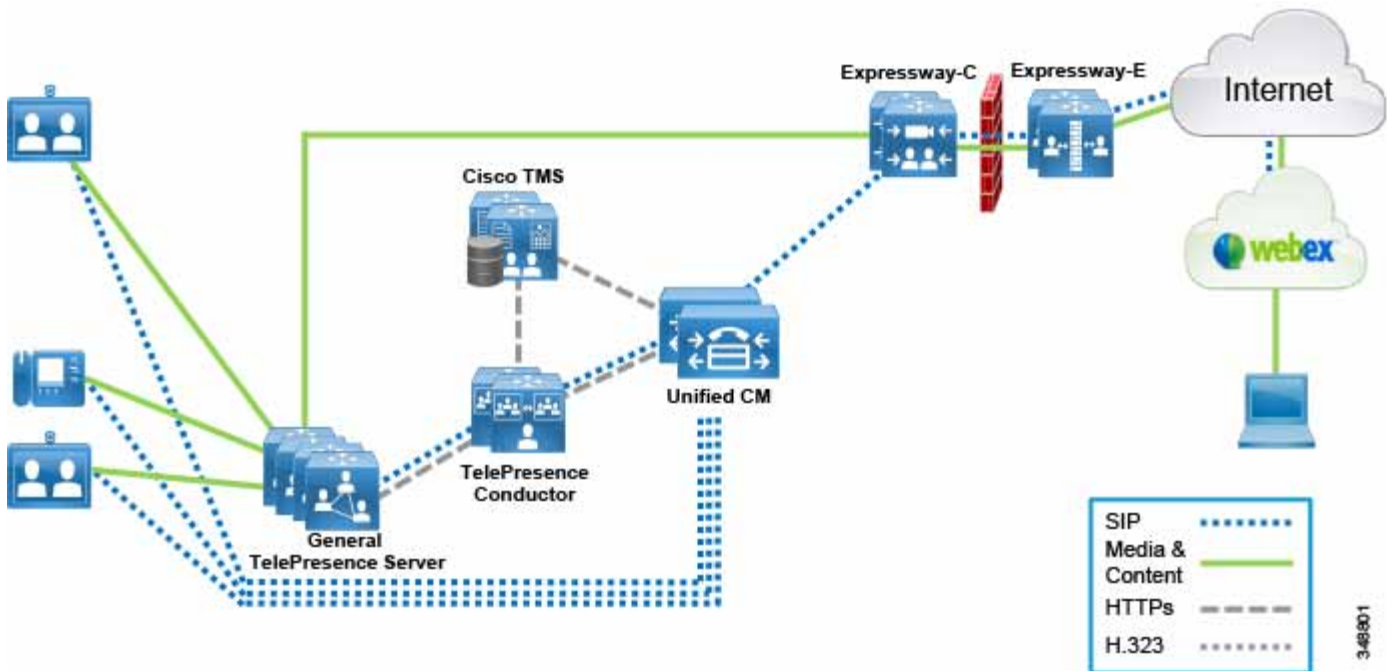 Expressway-C
Expressway-E
Internet
Cisco TMS
webex
Unified CM
TelePresence
Conductor
General
TelePresence Server
SIP
Media &
Content
HTTPs
H.323
348801